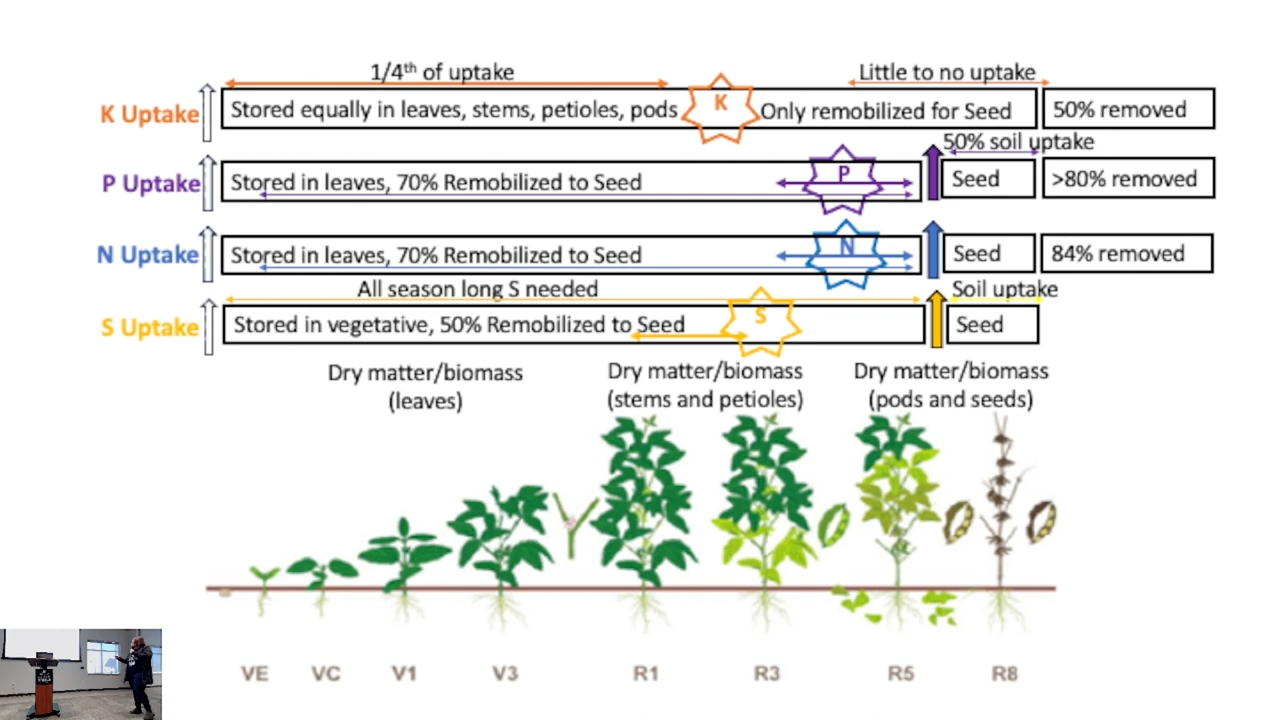 1/4th of uptake
Little to no uptake
K Uptake
Stored equally in leaves, stems, petioles, pods
K
Only remobilized for Seed
50% removed
50% soil uptake
P Uptake
Stored in leaves, 70% Remobilized to Seed
P
Seed
>80% removed
N Uptake
Stored in leaves, 70% Remobilized to Seed
N
Seed
84% removed
All season long S needed
Soil uptake
S Uptake
Stored in vegetative, 50% Remobilized to Seed
S
Seed
Dry matter/biomass
(leaves)
Dry matter/biomass
(stems and petioles)
Dry matter/biomass
(pods and seeds)
VE VC V1 V3 R1 R3 R5 R8